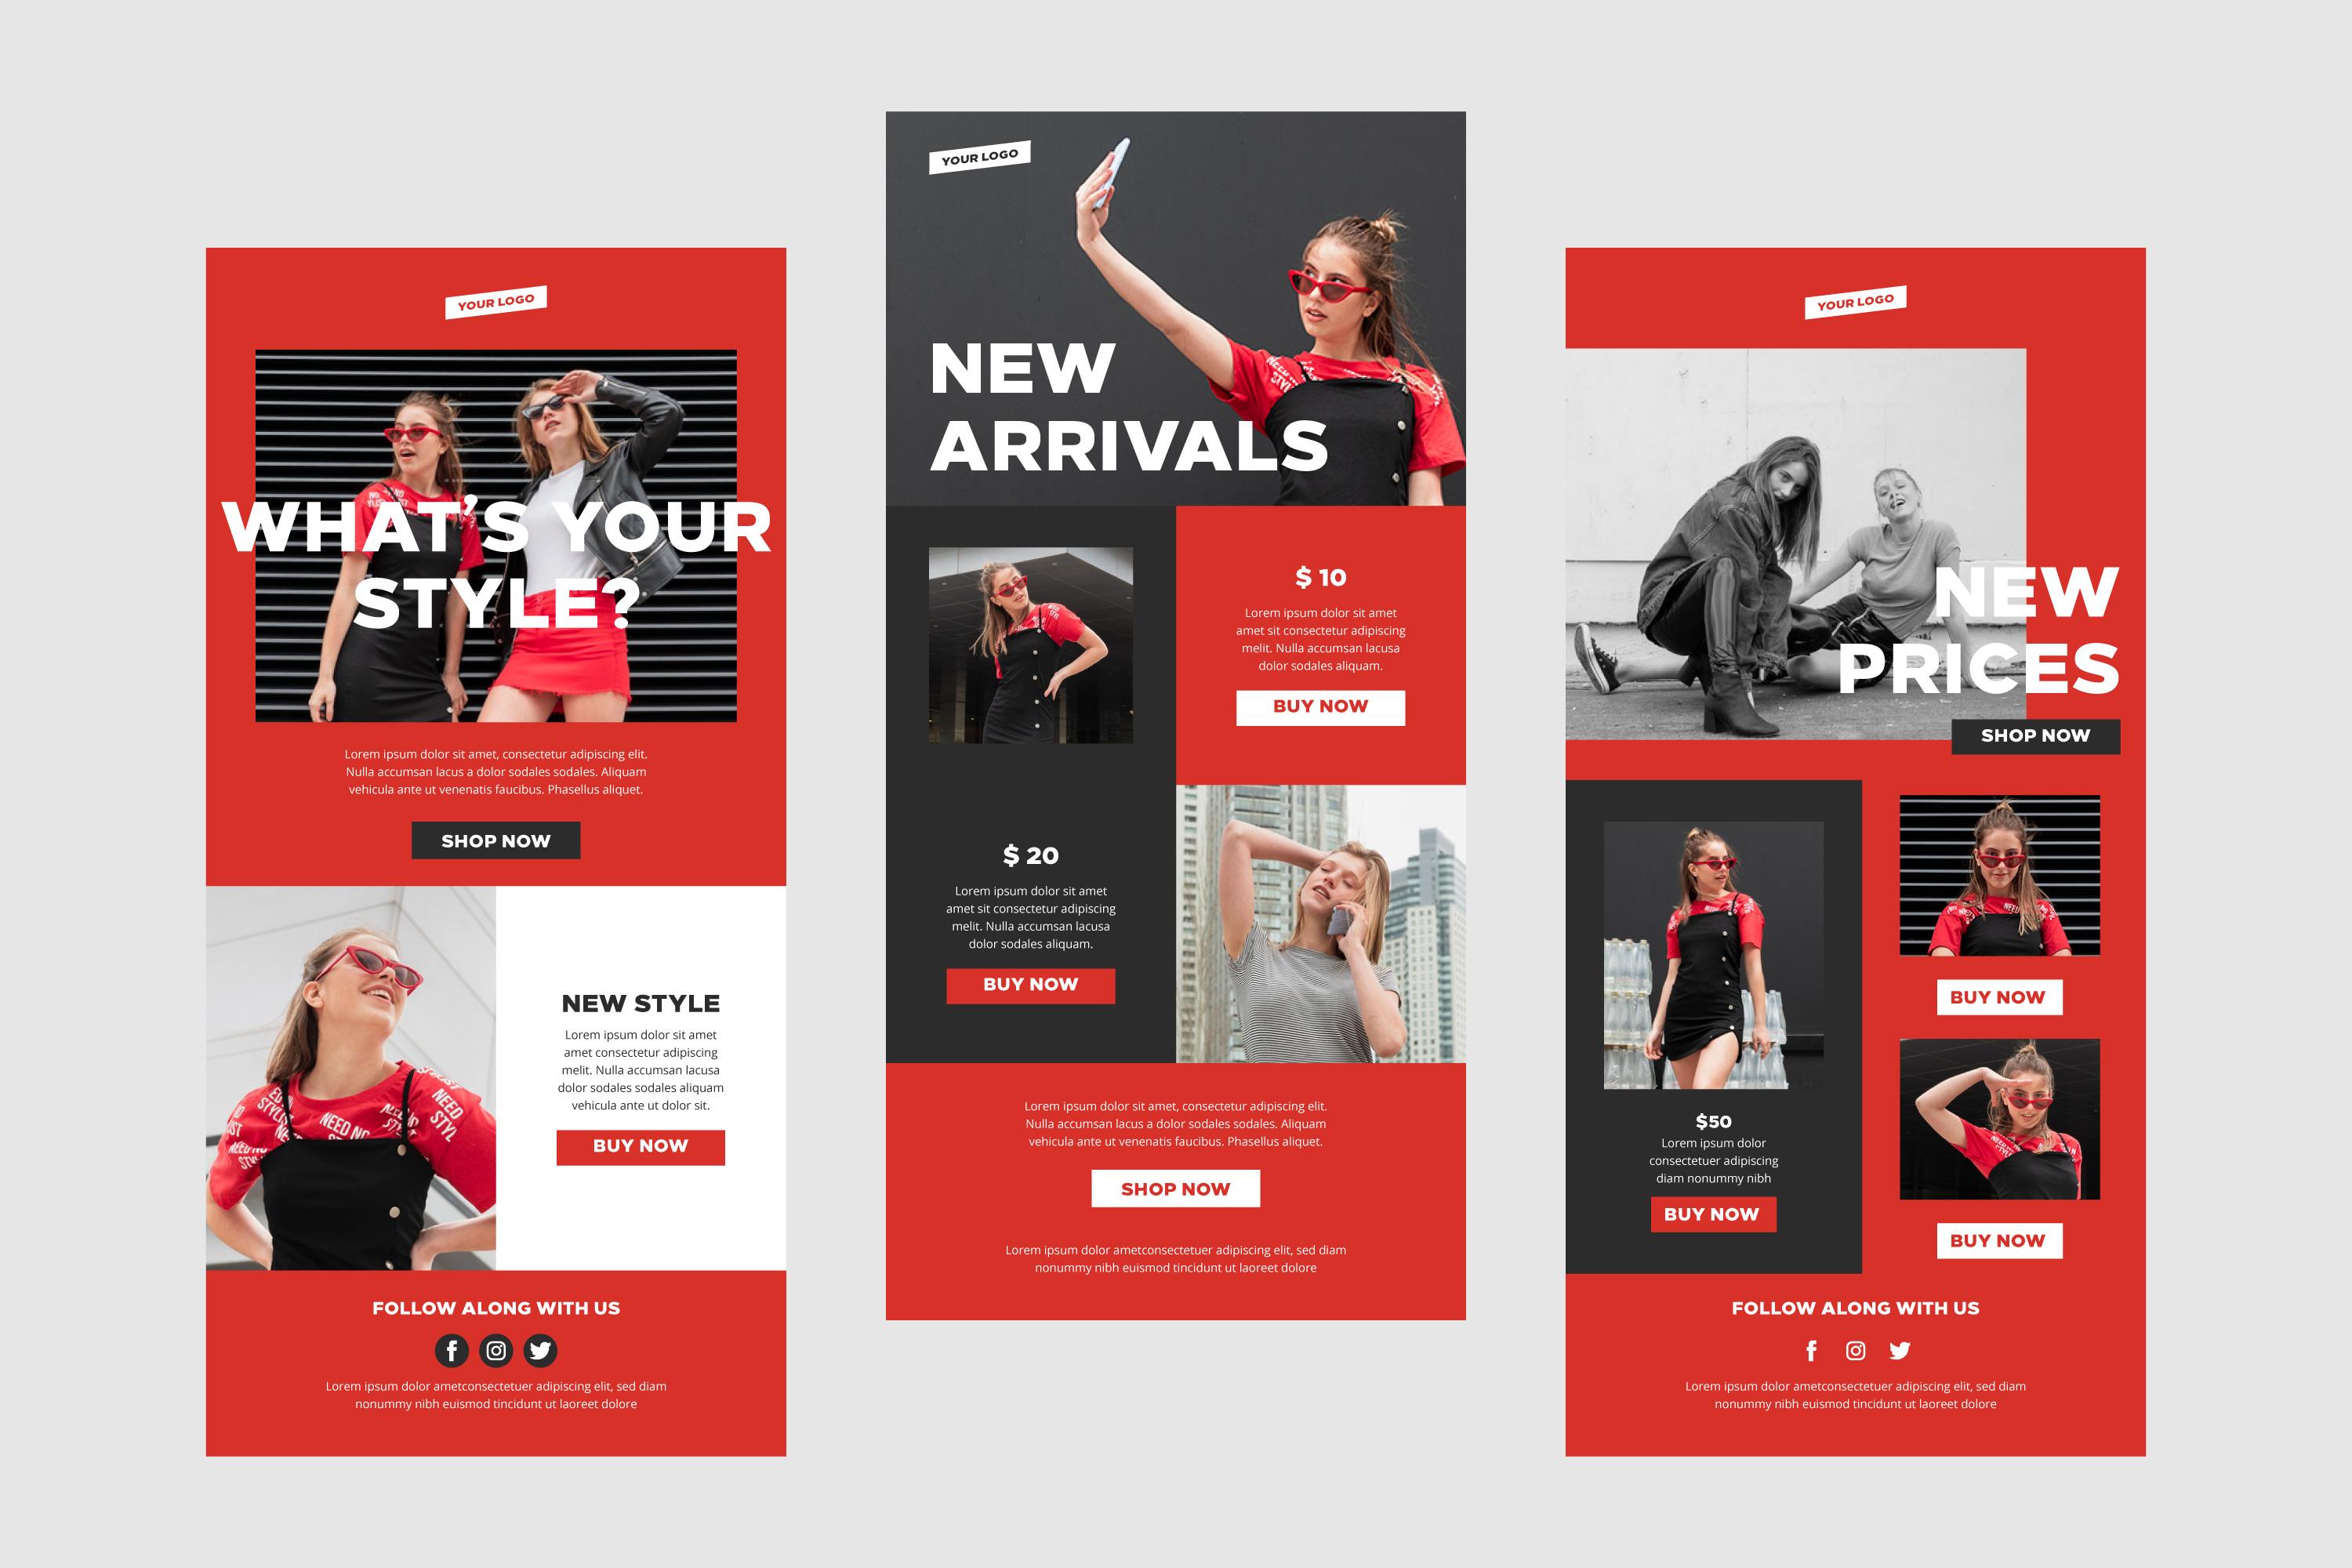 YOUR LOGO
WHAT'S YOUR
STYLE?
Lorem ipsum dolor sit amet, consectetur adipiscing elit.
Nulla accumsan lacus a dolor sodales sodales. Aliquam
vehicula ante ut venenatis faucibus. Phasellus aliquet.
SHOP NOW
NEW STYLE
Lorem ipsum dolor sit amet
amet consectetur adipiscing
melit. Nulla accumsan lacusa
dolor sodales sodales aliquam
vehicula ante ut dolor sit.
BUY NOW
FOLLOW ALONG WITH US
Lorem ipsum dolor ametconsectetuer adipiscing elit, sed diam
nonummy nibh euismod tincidunt ut laoreet dolore
YOUR LOGO
NEW
ARRIVALS
$ 10
Lorem ipsum dolor sit amet
amet sit consectetur adipiscing
melit. Nulla accumsan lacusa
dolor sodales aliquam.
BUY NOW
$ 20
Lorem ipsum dolor sit amet
amet sit consectetur adipiscing
melit. Nulla accumsan lacusa
dolor sodales aliquam.
BUY NOW
Lorem ipsum dolor sit amet, consectetur adipiscing elit.
Nulla accumsan lacus a dolor sodales sodales. Aliquam
vehicula ante ut venenatis faucibus. Phasellus aliquet.
SHOP NOW
Lorem ipsum dolor ametconsectetuer adipiscing elit, sed diam
nonummy nibh euismod tincidunt ut laoreet dolore
YOUR LOGO
NEW
PRICES
SHOP NOW
$50
Lorem ipsum dolor
consectetuer adipiscing
diam nonummy nibh
BUY NOW
BUY NOW
BUY NOW
FOLLOW ALONG WITH US
Lorem ipsum dolor ametconsectetuer adipiscing elit, sed diam
nonummy nibh euismod tincidunt ut laoreet dolore